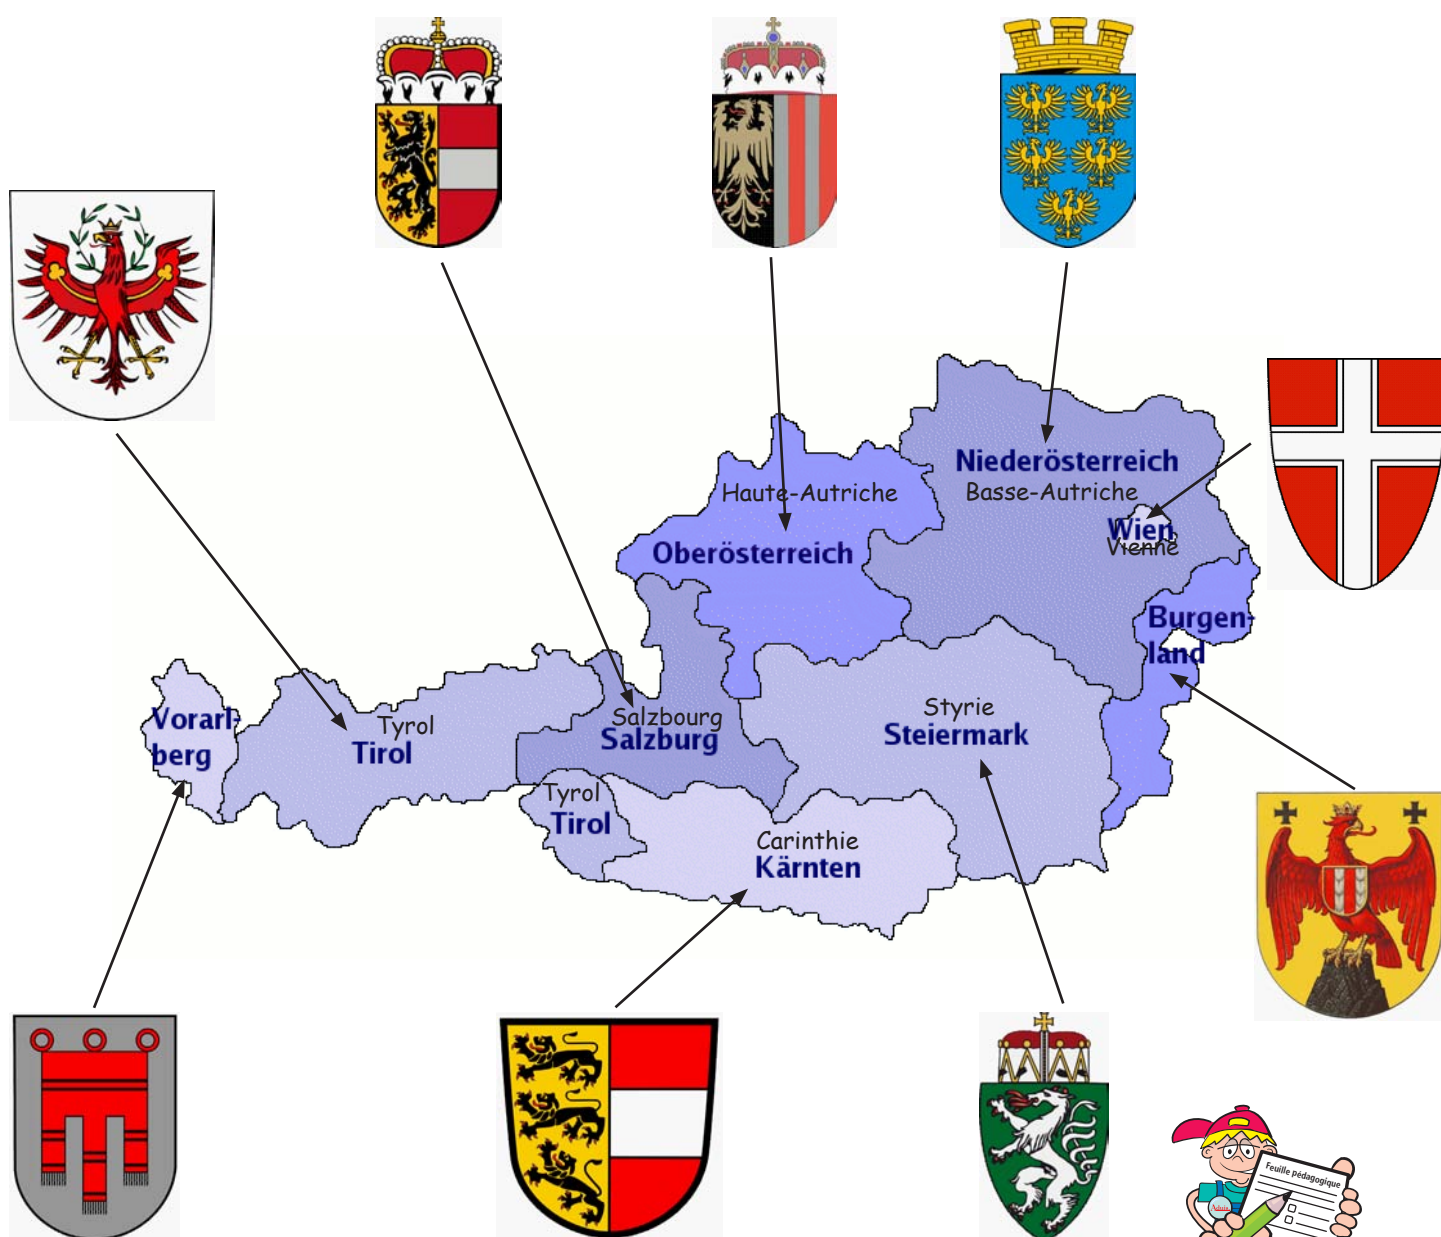 Niederösterreich
Basse-Autriche
Haute-Autriche
Wien
Vienne
Oberösterreich
Burgen-
land
Styrie
Steiermark
Salzbourg
Salzburg
Tyrol
Tirol
Vorarl-
berg
Tyrol
Tirol
Carinthie
Kärnten
Feuille pédagogique
Aduis